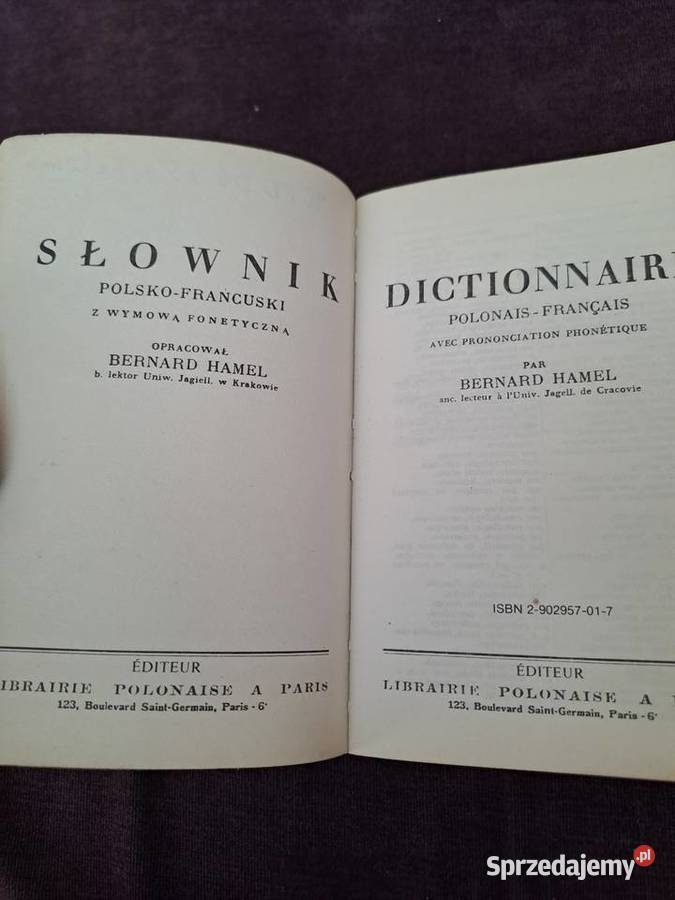 SŁOWNIK
POLSKO-FRANCUSKI
Z WYMOWĄ FONETYCZNĄ
OPRACOWAŁ
BERNARD HAMEL
b. lektor Uniw. Jagiell. w Krakowie
ÉDITEUR
IBRAIRIE POLONAISE A PARIS
123, Boulevard Saint-Germain, Paris - 6ᵉ
DICTIONNAIRE
POLONAIS-FRANÇAIS
AVEC PRONONCIATION PHONÉTIQUE
PAR
BERNARD HAMEL
anc. lecteur à l'Univ. Jagell. de Cracovie
ISBN 2-902957-01-7
ÉDITEUR
LIBRAIRIE POLONAISE A
123, Boulevard Saint-Germain, Paris - 6ᵉ
Sprzedajemy.pl